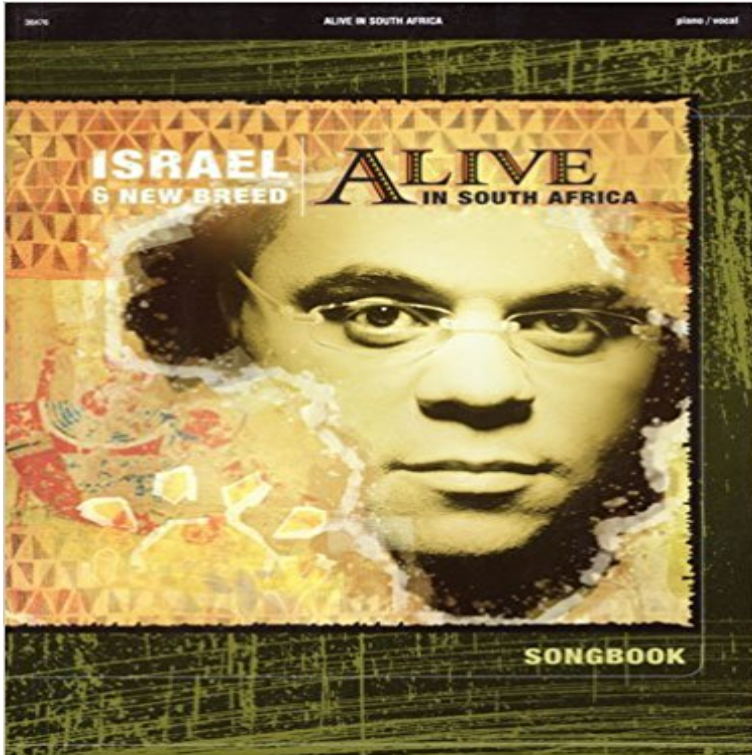 36476 ALIVE IN SOUTH AFRICA piano / vocal
ISRAEL
& NEW BREED
ALIVE
IN SOUTH AFRICA
SONGBOOK